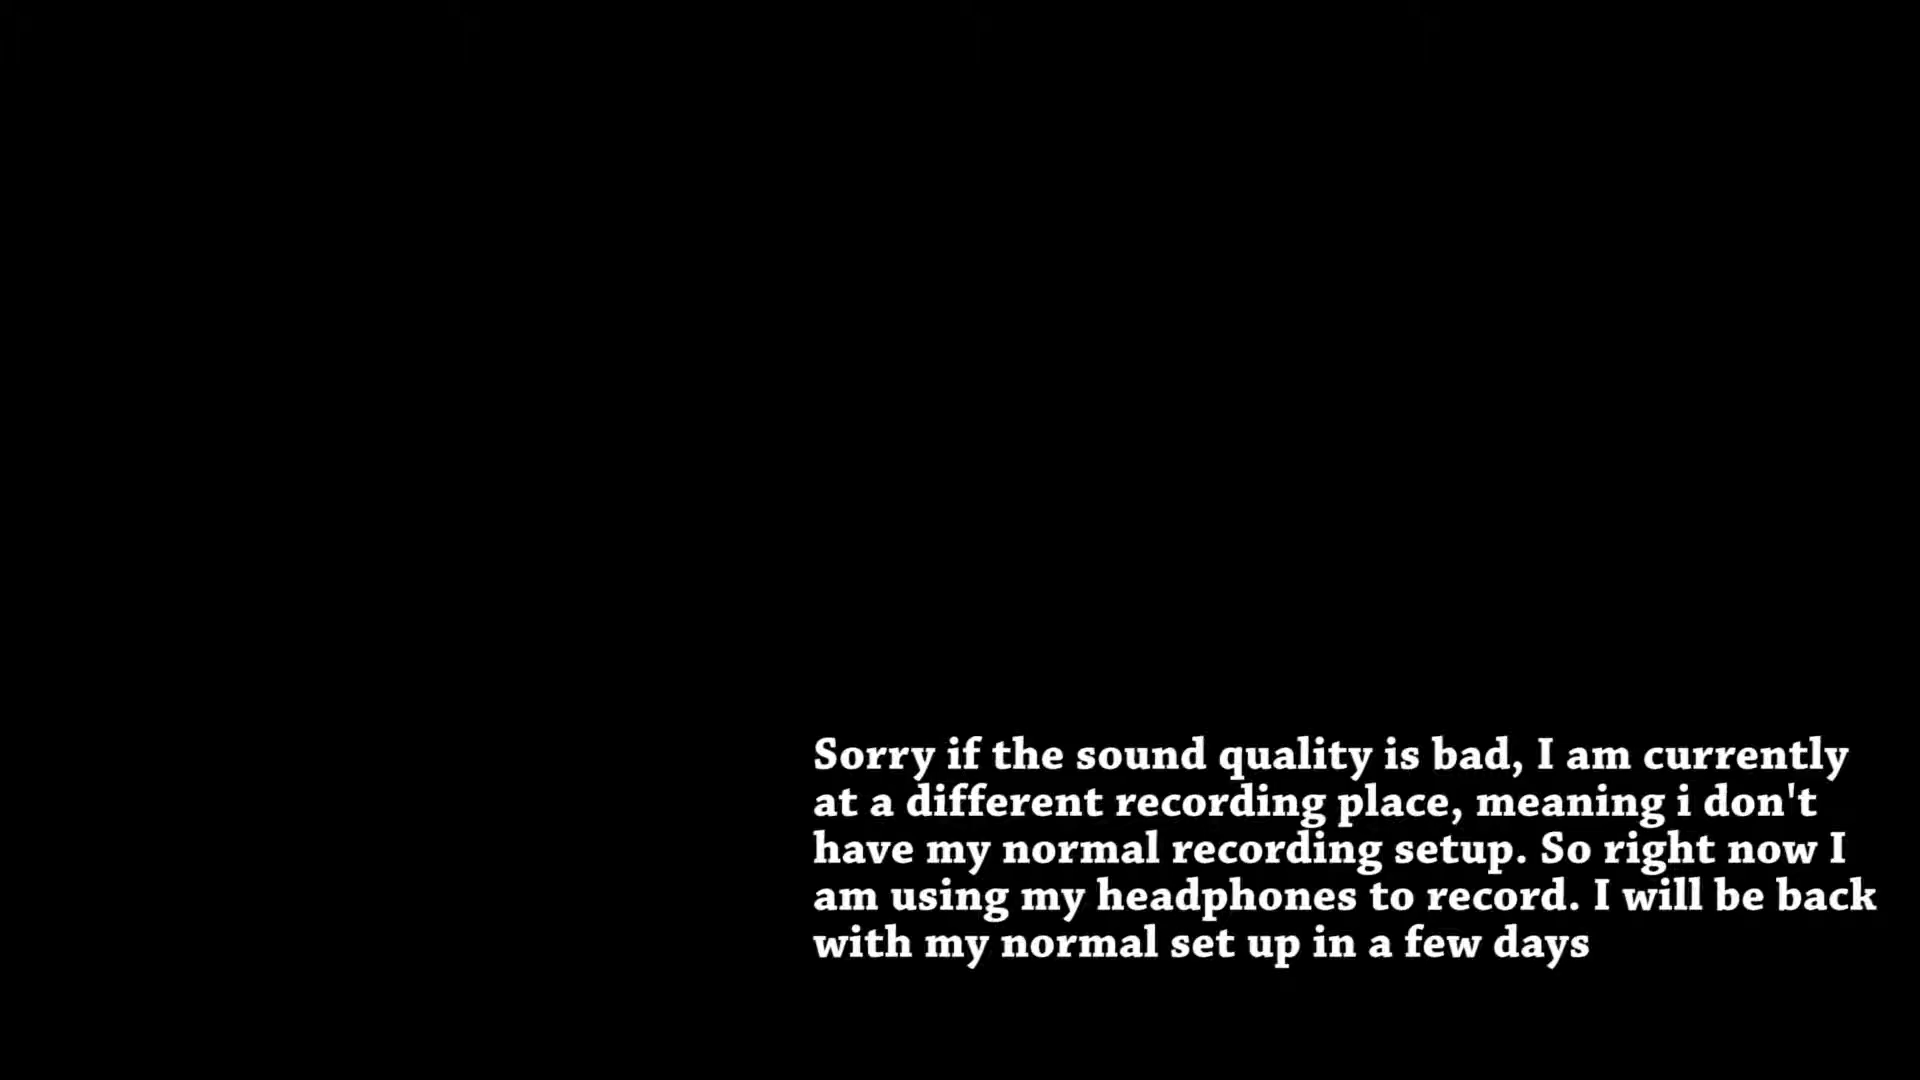 Sorry if the sound quality is bad, I am currently
at a different recording place, meaning i don't
have my normal recording setup. So right now I
am using my headphones to record. I will be back
with my normal set up in a few days